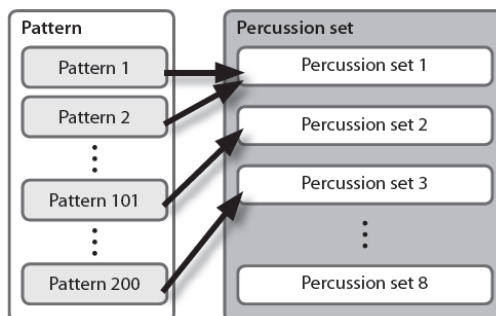 Pattern
Pattern 1
Pattern 2
Pattern 101
Pattern 200
Percussion set
Percussion set 1
Percussion set 2
Percussion set 3
Percussion set 8